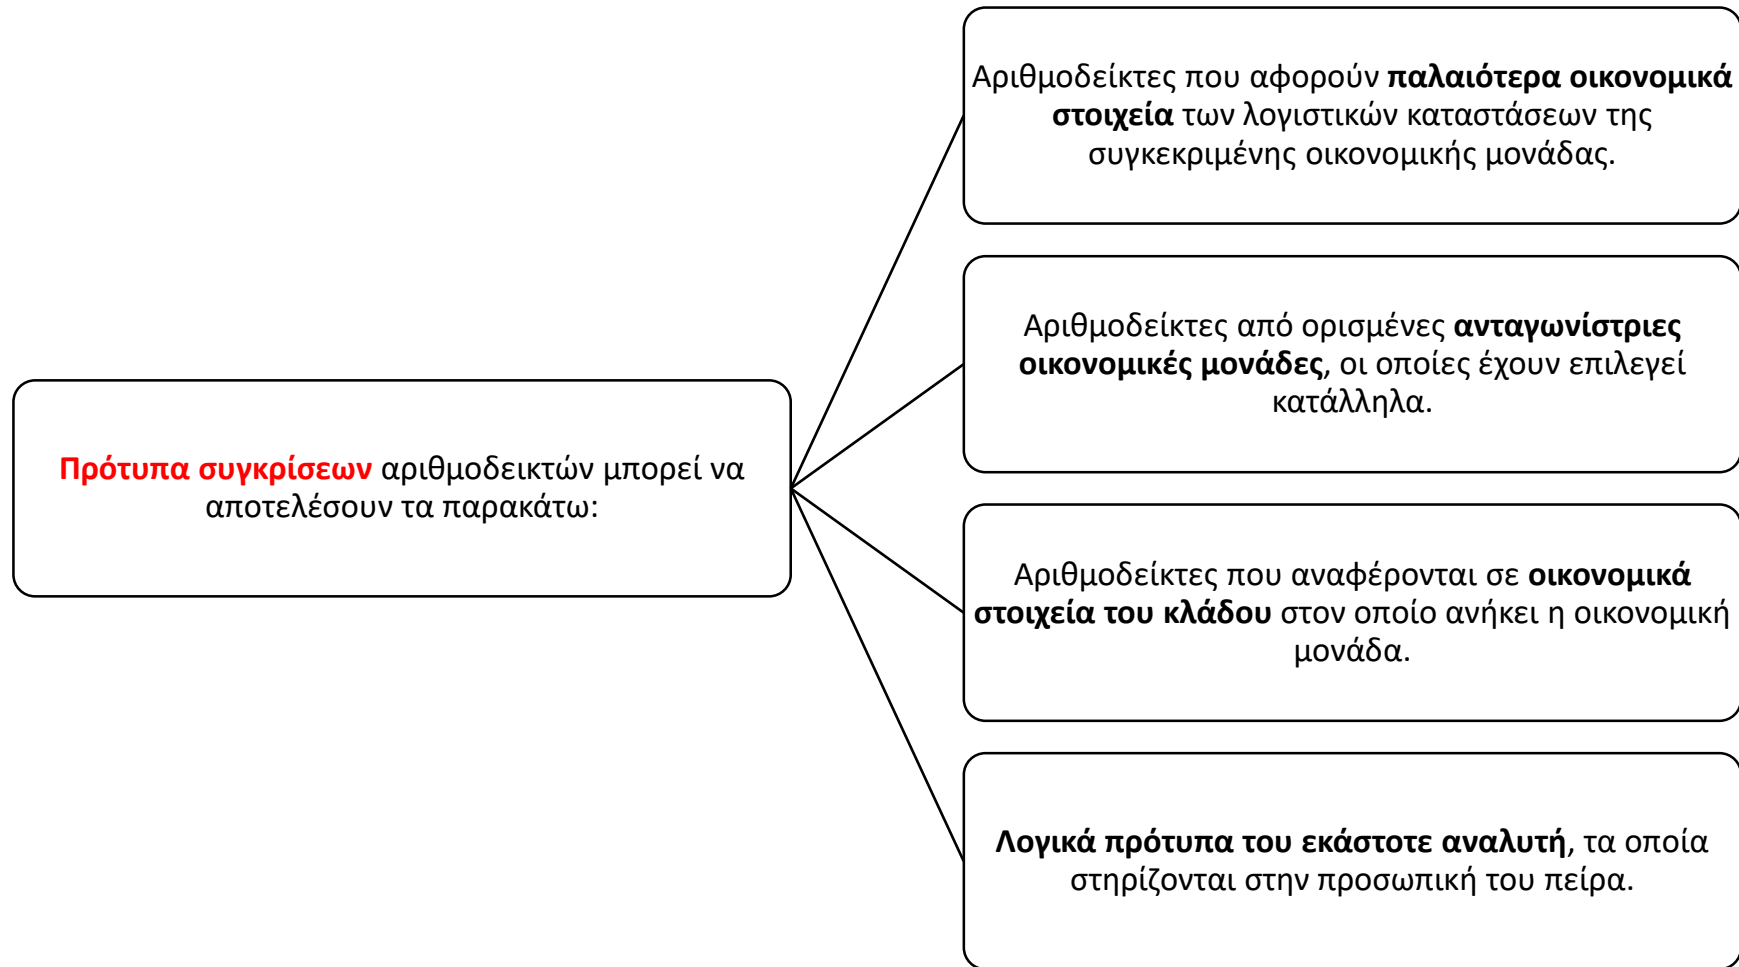 Πρότυπα συγκρίσεων αριθμοδεικτών μπορεί να
αποτελέσουν τα παρακάτω:
Αριθμοδείκτες που αφορούν παλαιότερα οικονομικά
στοιχεία των λογιστικών καταστάσεων της
συγκεκριμένης οικονομικής μονάδας.
Αριθμοδείκτες από ορισμένες ανταγωνίστριες
οικονομικές μονάδες, οι οποίες έχουν επιλεγεί
κατάλληλα.
Αριθμοδείκτες που αναφέρονται σε οικονομικά
στοιχεία του κλάδου στον οποίο ανήκει η οικονομική
μονάδα.
Λογικά πρότυπα του εκάστοτε αναλυτή, τα οποία
στηρίζονται στην προσωπική του πείρα.